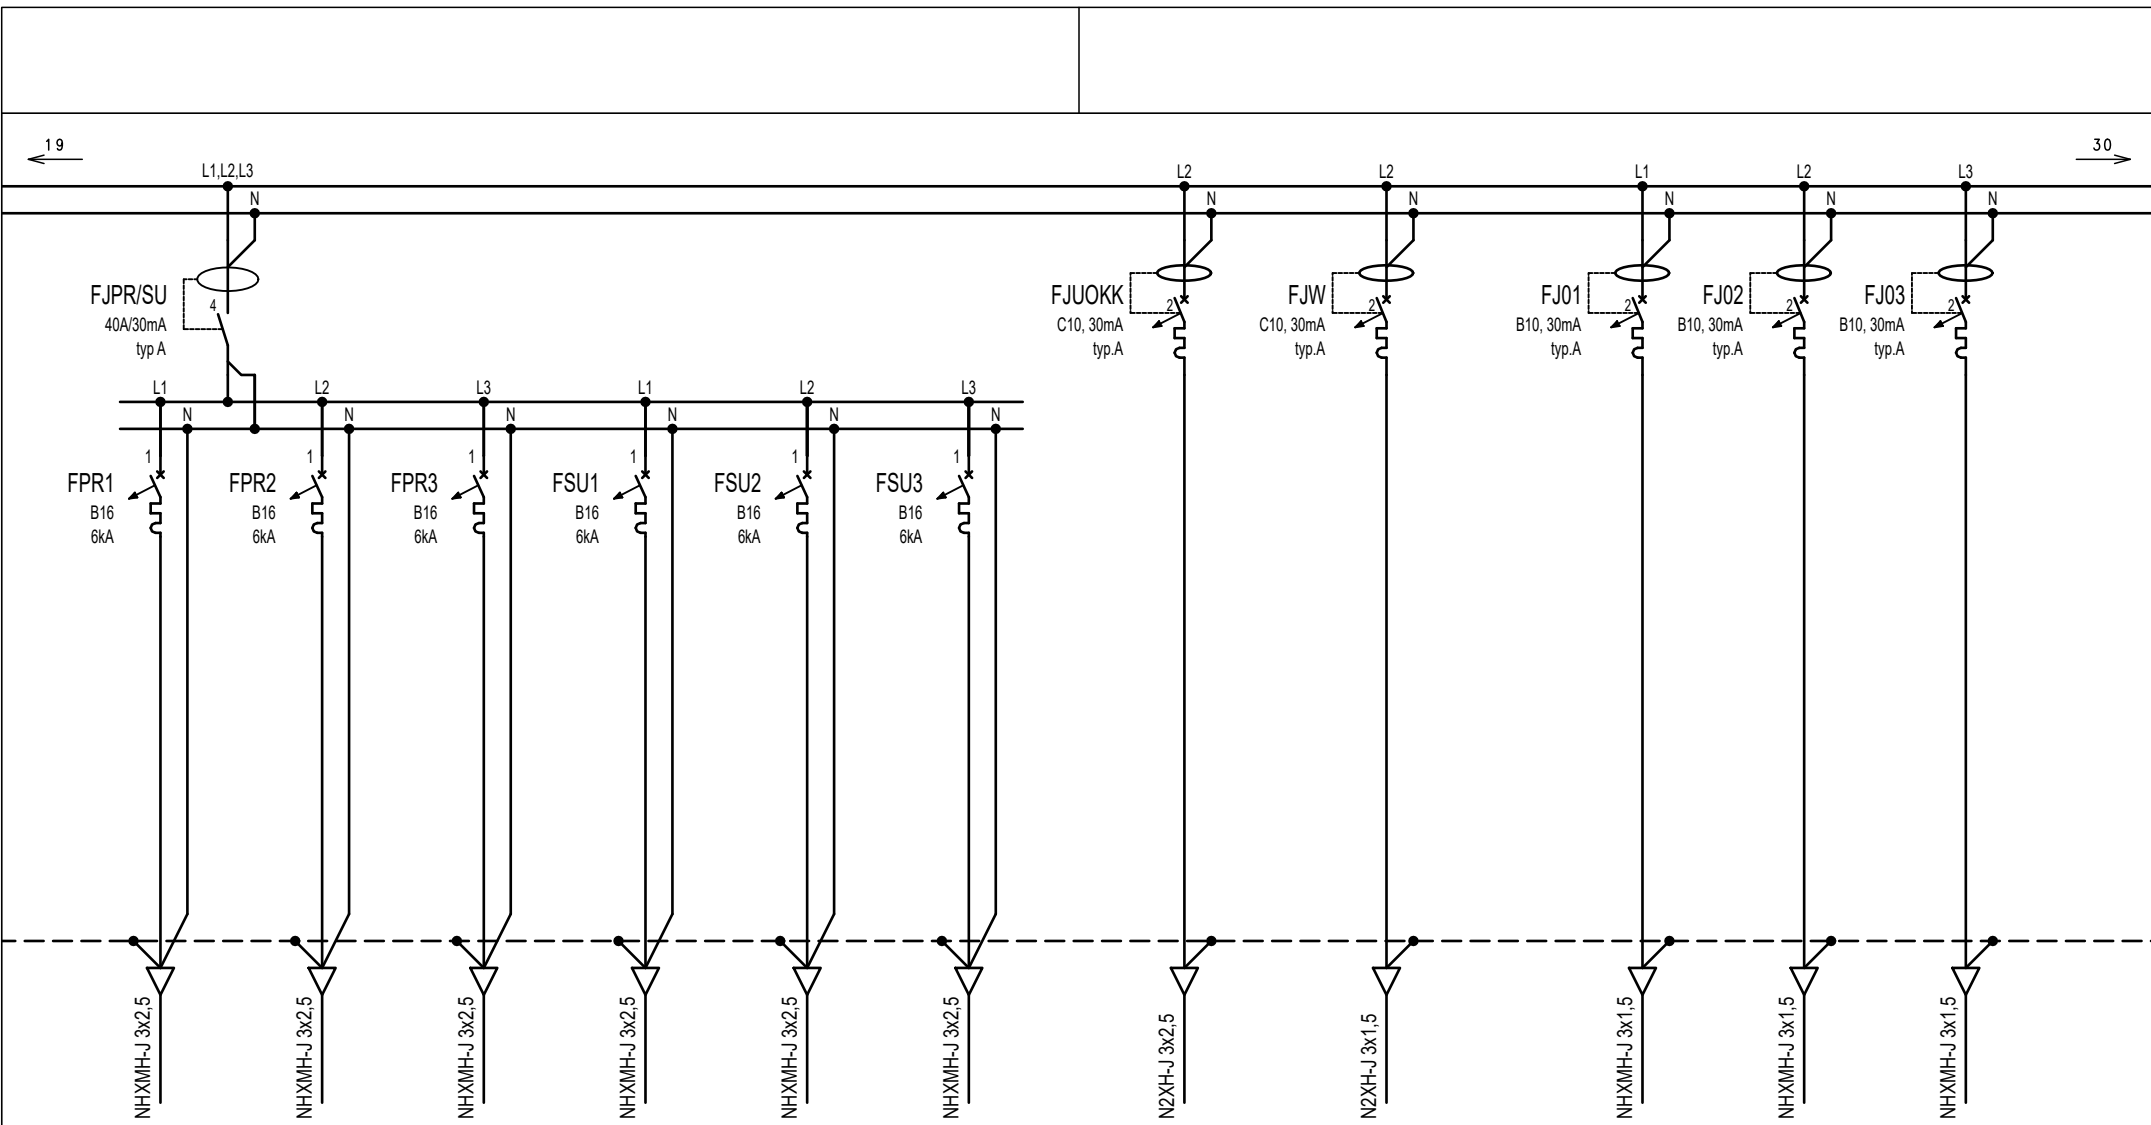 19
30
L1,L2,L3
L2
L2
L1
L2
L3
N
N
N
N
N
N
FJPR/SU
40A/30mA
typ A
4
FJUOKK
C10, 30mA
typ.A
2
FJW
C10, 30mA
typ.A
2
FJ01
B10, 30mA
typ.A
2
FJ02
B10, 30mA
typ.A
2
FJ03
B10, 30mA
typ.A
2
L1
L2
L3
L1
L2
L3
N
N
N
N
N
N
1
FPR1
B16
6kA
1
FPR2
B16
6kA
1
FPR3
B16
6kA
1
FSU1
B16
6kA
1
FSU2
B16
6kA
1
FSU3
B16
6kA
NHXMH-J 3x2,5
NHXMH-J 3x2,5
NHXMH-J 3x2,5
NHXMH-J 3x2,5
NHXMH-J 3x2,5
NHXMH-J 3x2,5
N2XH-J 3x2,5
N2XH-J 3x1,5
NHXMH-J 3x1,5
NHXMH-J 3x1,5
NHXMH-J 3x1,5